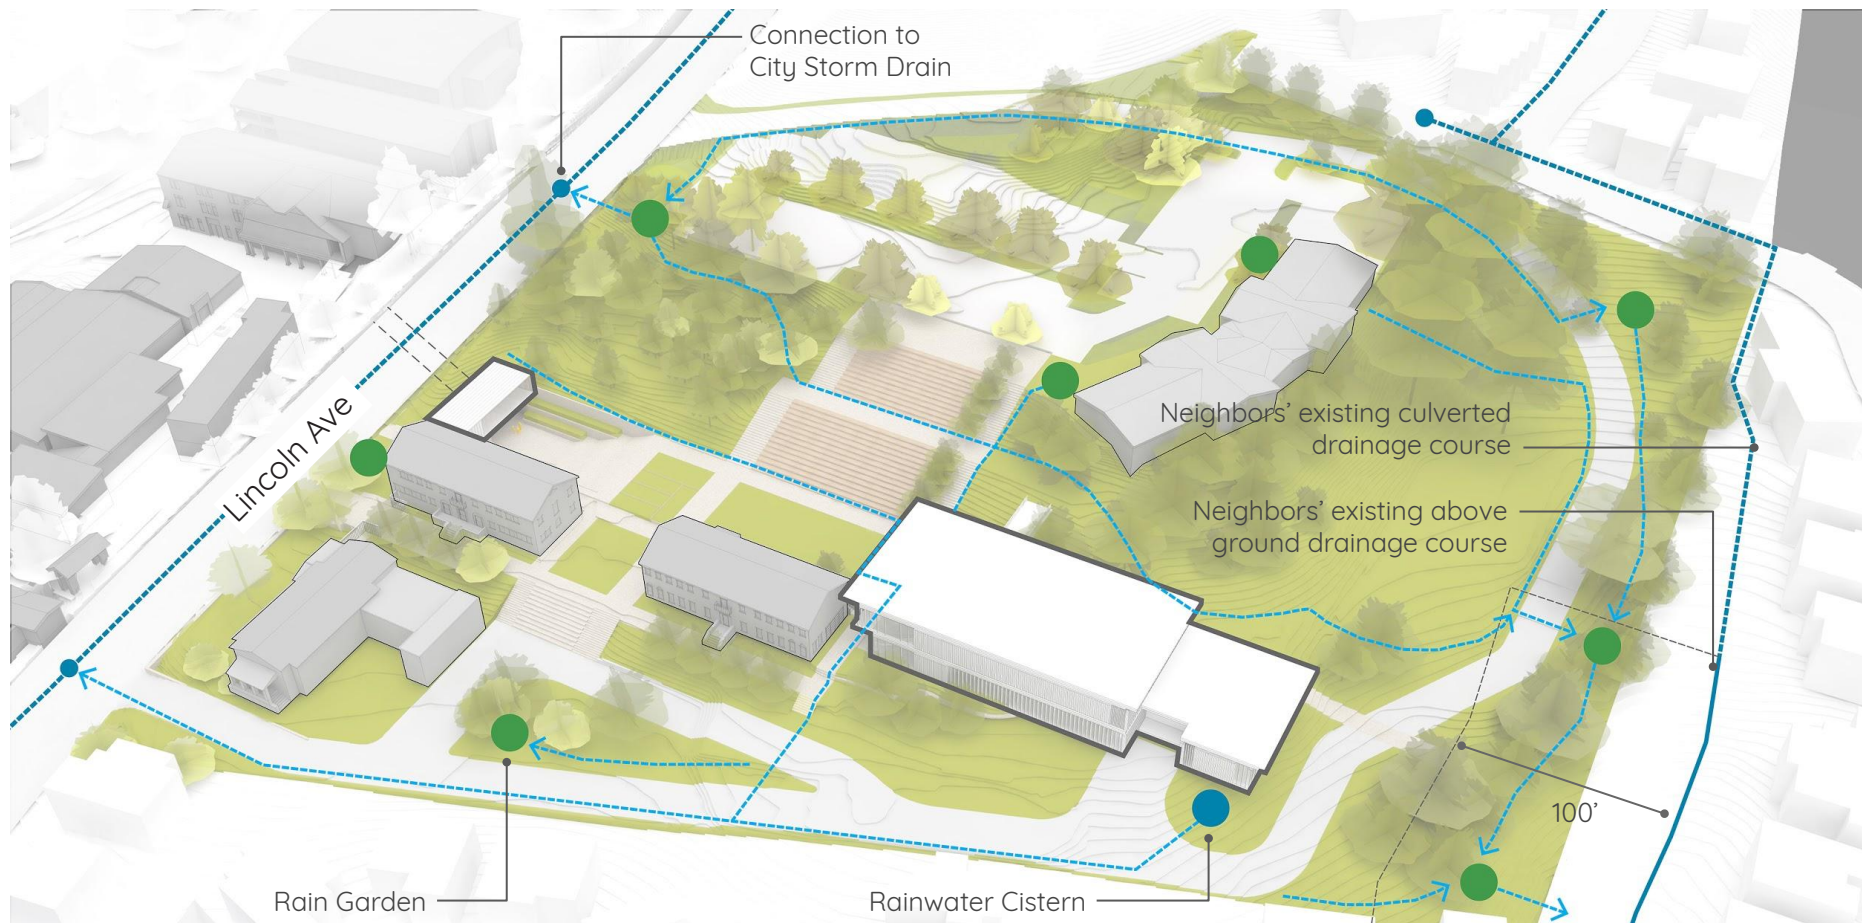 Connection to
City Storm Drain
Lincoln Ave
Neighbors’ existing culverted
drainage course
Neighbors’ existing above
ground drainage course
100’
Rain Garden
Rainwater Cistern